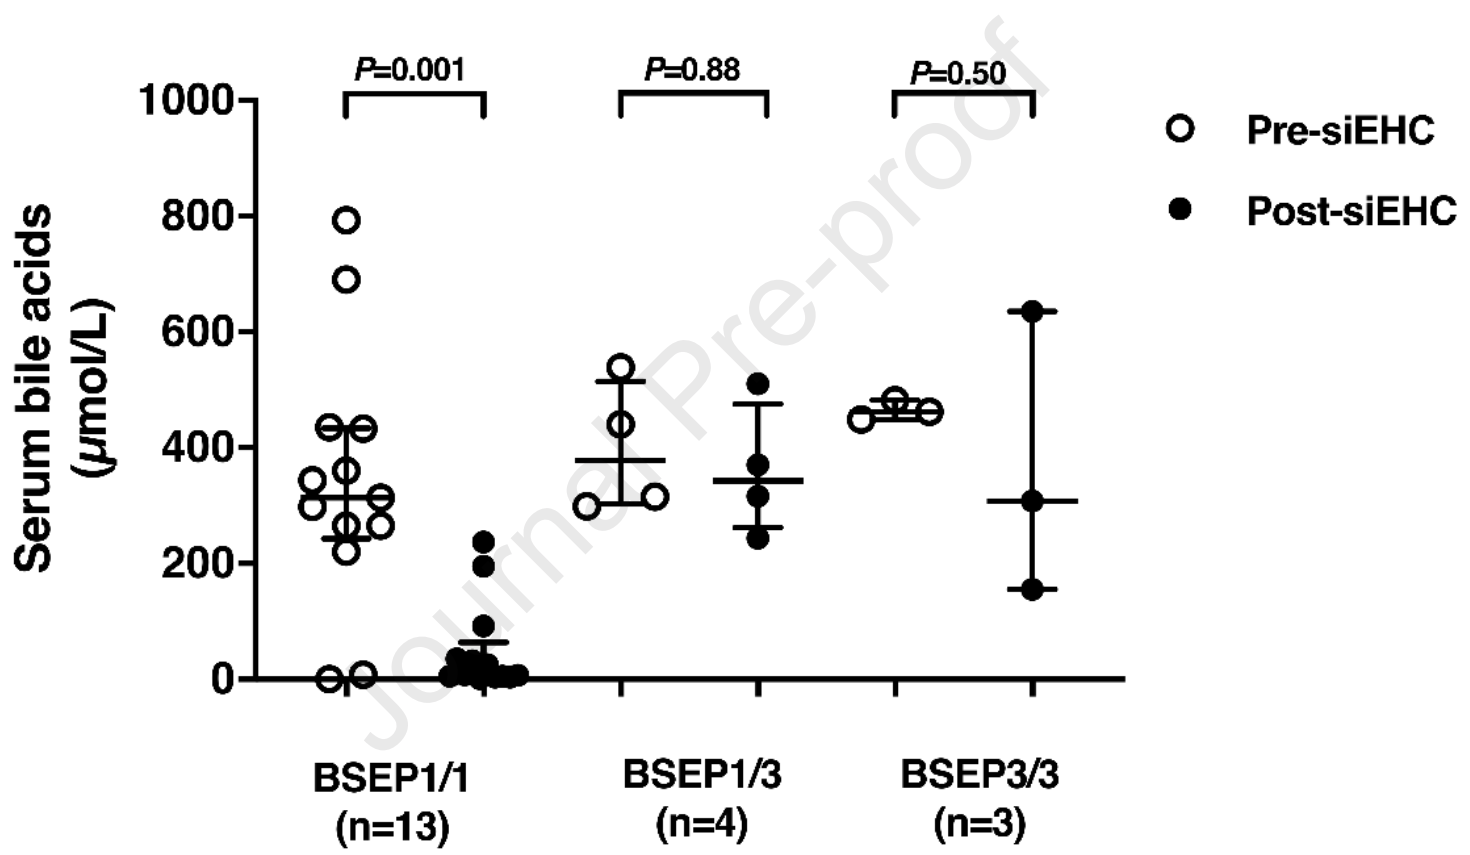 P=0.001
P=0.88
P=0.50
1000
800
600
400
200
0
Serum bile acids
(µmol/L)
Pre-siEHC
Post-siEHC
Journal Pre-proof
BSEP1/1
(n=13)
BSEP1/3
(n=4)
BSEP3/3
(n=3)